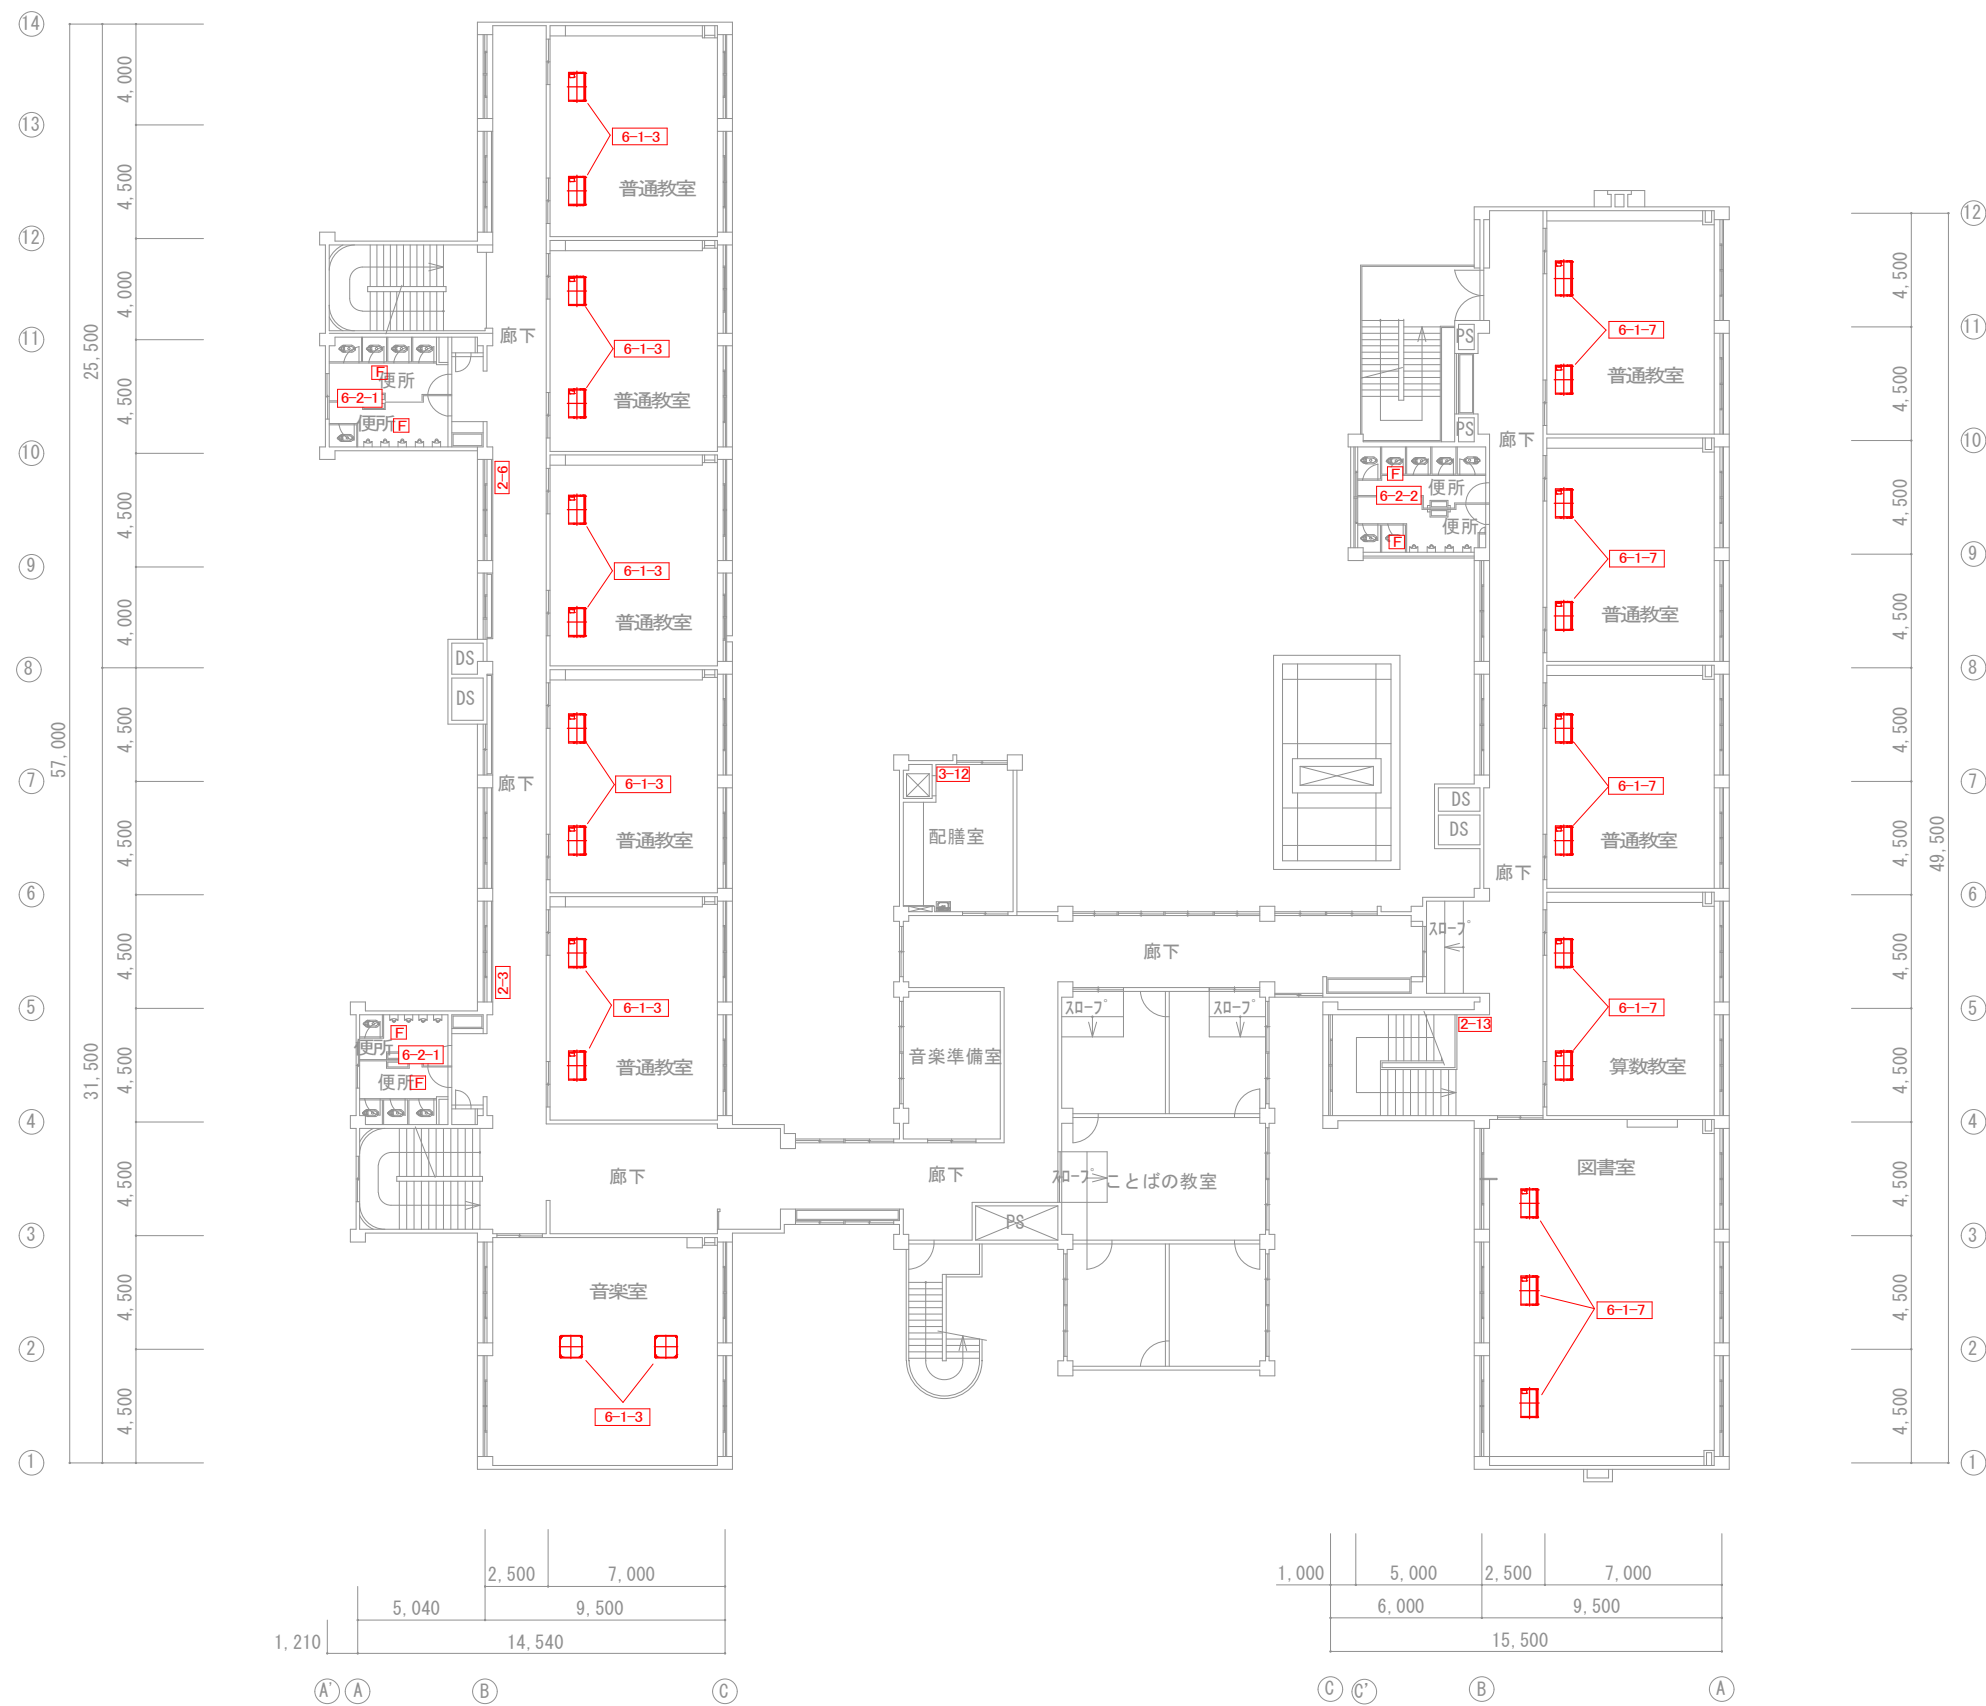 14
4,000
13
6-1-3
4,500
普通教室
12
12
4,500
4,000
廊下
6-1-3
11
PS
6-1-7
11
25,500
便所
F
普通教室
6-2-1
4,500
4,500
普通教室
便所
F
PS
廊下
10
10
2-6
F
便所
6-2-2
4,500
4,500
便所
F
9
6-1-3
6-1-7
9
4,000
普通教室
4,500
普通教室
8
DS
8
DS
4,500
4,500
57,000
7
廊下
6-1-3
3-12
6-1-7
7
DS
4,500
普通教室
配膳室
DS
普通教室
4,500
49,500
廊下
6
6
4,500
スロープ
廊下
4,500
2-3
5
6-1-3
スロープ
スロープ
6-1-7
5
F
2-13
便所
6-2-1
音楽準備室
31,500
4,500
普通教室
算数教室
4,500
便所
F
4
4
図書室
4,500
廊下
廊下
スロープ
ことばの教室
4,500
PS
3
3
音楽室
4,500
6-1-7
4,500
2
2
4,500
6-1-3
4,500
1
1
2,500
7,000
1,000
5,000
2,500
7,000
5,040
9,500
6,000
9,500
1,210
14,540
15,500
A'
A
B
C
C
C'
B
A